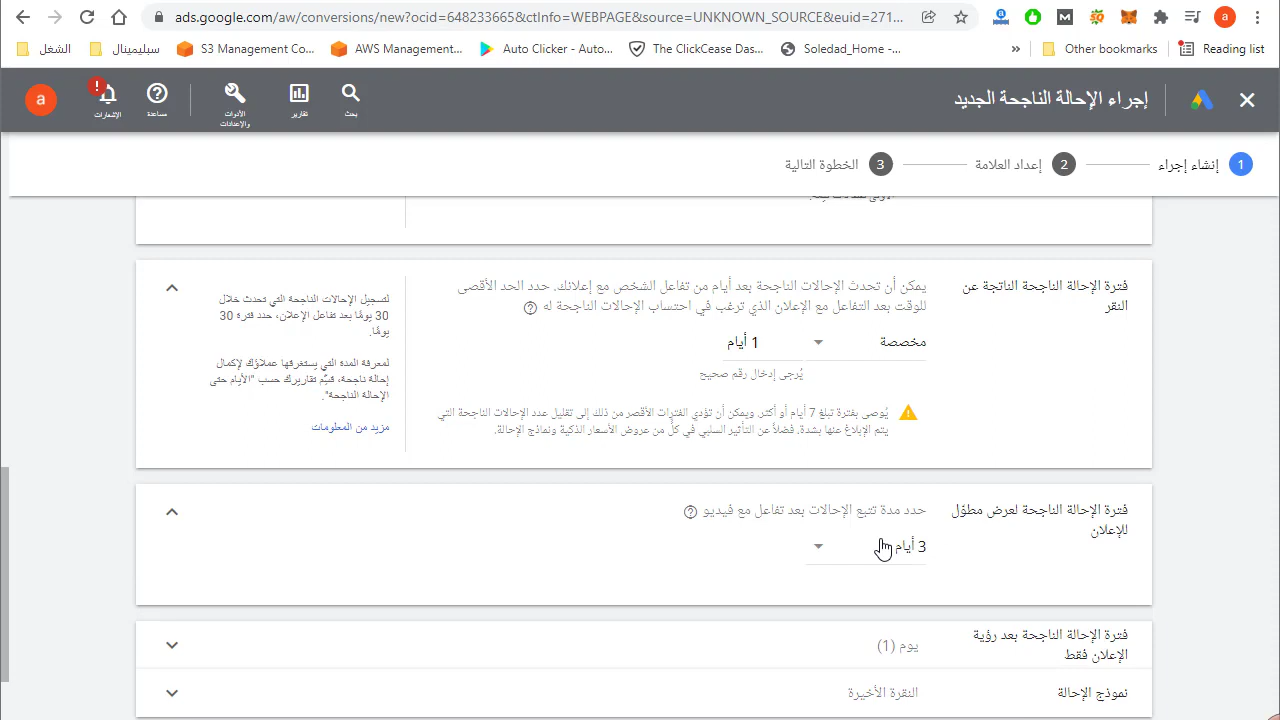 ads.google.com/aw/conversions/new?ocid=648233665&ctInfo=WEBPAGE&source=UNKNOWN_SOURCE&euid=271...
الشغل
سبليمينال
S3 Management Co...
AWS Management...
Auto Clicker - Auto...
The ClickCease Das...
Soledad_Home -...
»
Other bookmarks
Reading list
إجراء الإحالة الناجحة الجديد
بحث
تقارير
الأدوات
والإعدادات
مساعدة
الإشعارات
a
1 إنشاء إجراء
2 إعداد العلامة
3 الخطوة التالية
فترة الإحالة الناجحة الناتجة عن
النقر
يمكن أن تحدث الإحالات الناجحة بعد أيام من تفاعل الشخص مع إعلانك. حدد الحد الأقصى
للوقت بعد التفاعل مع الإعلان الذي ترغب في احتساب الإحالات الناجحة له
مخصصة
1 أيام
يُرجى إدخال رقم صحيح
يُوصى بفترة تبلغ 7 أيام أو أكثر. ويمكن أن تؤدي الفترات الأقصر من ذلك إلى تقليل عدد الإحالات الناجحة التي
يتم الإبلاغ عنها بشدة، فضلاً عن التأثير السلبي في كلٍّ من عروض الأسعار الذكية ونماذج الإحالة.
لتسجيل الإحالات الناجحة التي تحدث خلال
30 يومًا بعد تفاعل الإعلان، حدد فترة 30
يومًا.
لمعرفة المدة التي يستغرقها عملاؤك لإكمال
إحالة ناجحة، قسِّم تقاريرك حسب "الأيام حتى
الإحالة الناجحة".
مزيد من المعلومات
فترة الإحالة الناجحة لعرض مطوّل
للإعلان
حدد مدة تتبع الإحالات بعد تفاعل مع فيديو
3 أيام
فترة الإحالة الناجحة بعد رؤية
الإعلان فقط
يوم (1)
نموذج الإحالة
النقرة الأخيرة